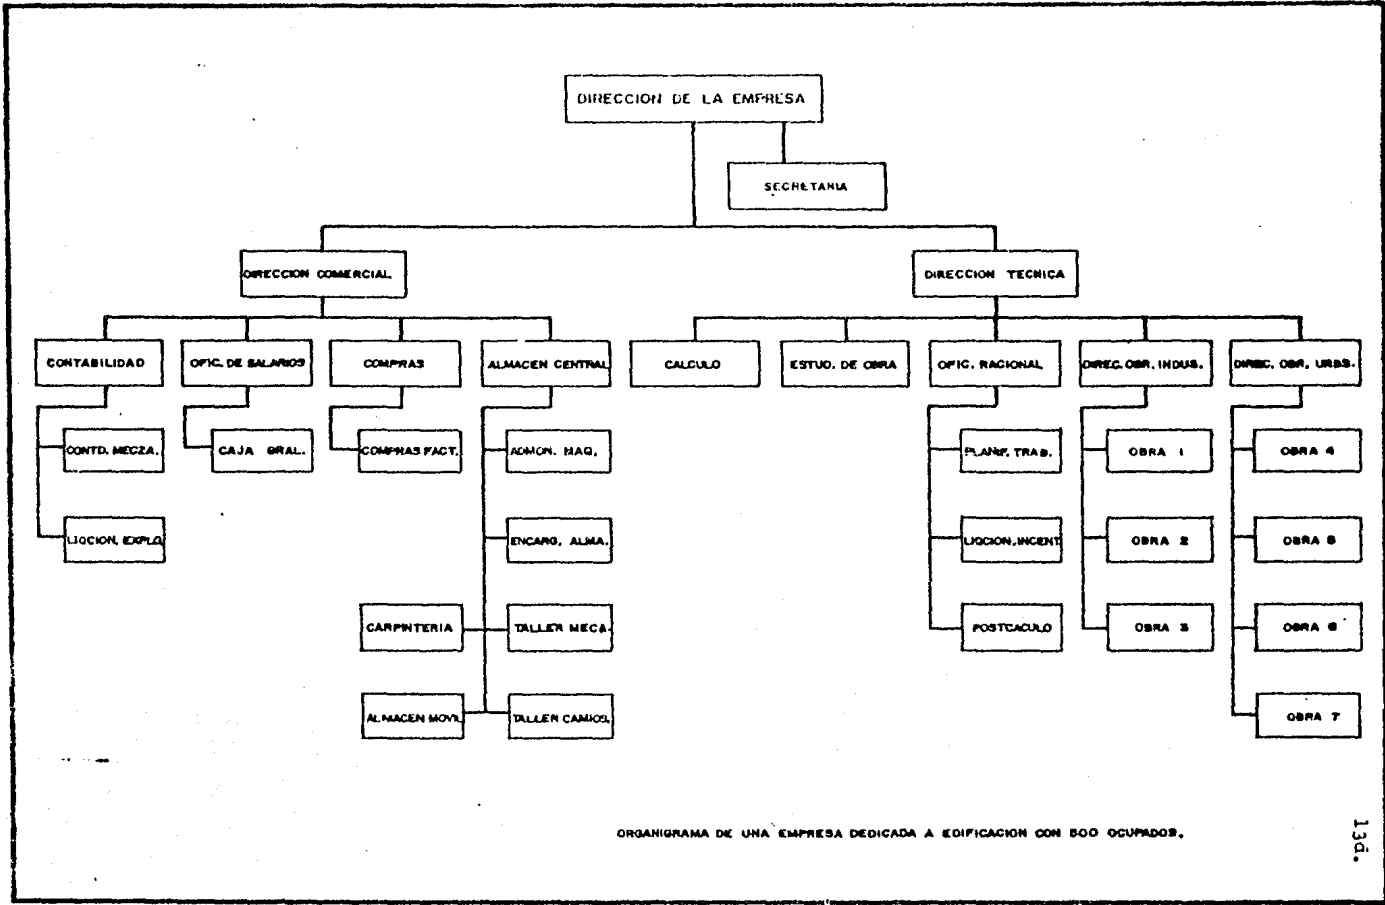 DIRECCION DE LA EMPRESA
SECRETARIA
DIRECCION COMERCIAL
DIRECCION TECNICA
CONTABILIDAD
OFIC. DE SALARIOS
COMPRAS
ALMACEN CENTRAL
CALCULO
ESTUD. DE OBRA
OFIC. RACIONAL
DIREC. OBR. INDUS.
DIREC. OBR. URBS.
CONTD. MECZA.
CAJA GRAL.
COMPRAS FACT.
ADMON. MAQ.
PLANIF. TRAB.
OBRA 1
OBRA 4
LIQCION. EXPLO.
ENCARG. ALMA.
LIQCION. INCENT
OBRA 2
OBRA 5
CARPINTERIA
TALLER MECA.
POSTCACULO
OBRA 3
OBRA 6
ALMACEN MOVIL
TALLER CAMIOS.
OBRA 7
ORGANIGRAMA DE UNA EMPRESA DEDICADA A EDIFICACION CON 500 OCUPADOS.
13d.